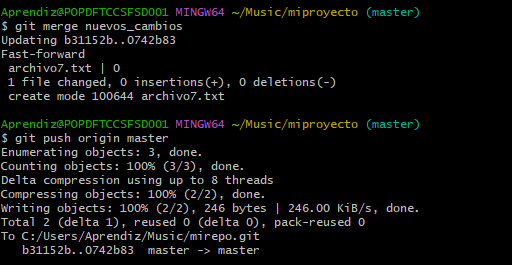 Aprendiz@POPDFTCCSFSD001 MINGW64 ~/Music/miproyecto (master)
$ git merge nuevos_cambios
Updating b31152b..0742b83
Fast-forward
 archivo7.txt | 0
 1 file changed, 0 insertions(+), 0 deletions(-)
 create mode 100644 archivo7.txt
Aprendiz@POPDFTCCSFSD001 MINGW64 ~/Music/miproyecto (master)
$ git push origin master
Enumerating objects: 3, done.
Counting objects: 100% (3/3), done.
Delta compression using up to 8 threads
Compressing objects: 100% (2/2), done.
Writing objects: 100% (2/2), 246 bytes | 246.00 KiB/s, done.
Total 2 (delta 1), reused 0 (delta 0), pack-reused 0
To C:/Users/Aprendiz/Music/mirepo.git
   b31152b..0742b83  master -> master